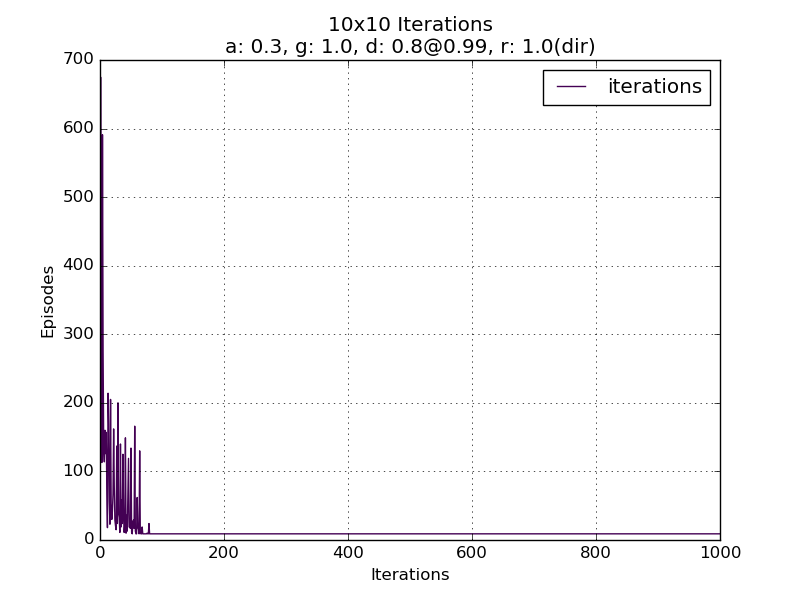 10x10 Iterations
a: 0.3, g: 1.0, d: 0.8@0.99, r: 1.0(dir)
700
600
500
400
300
200
100
0
Episodes
iterations
0 200 400 600 800 1000
Iterations